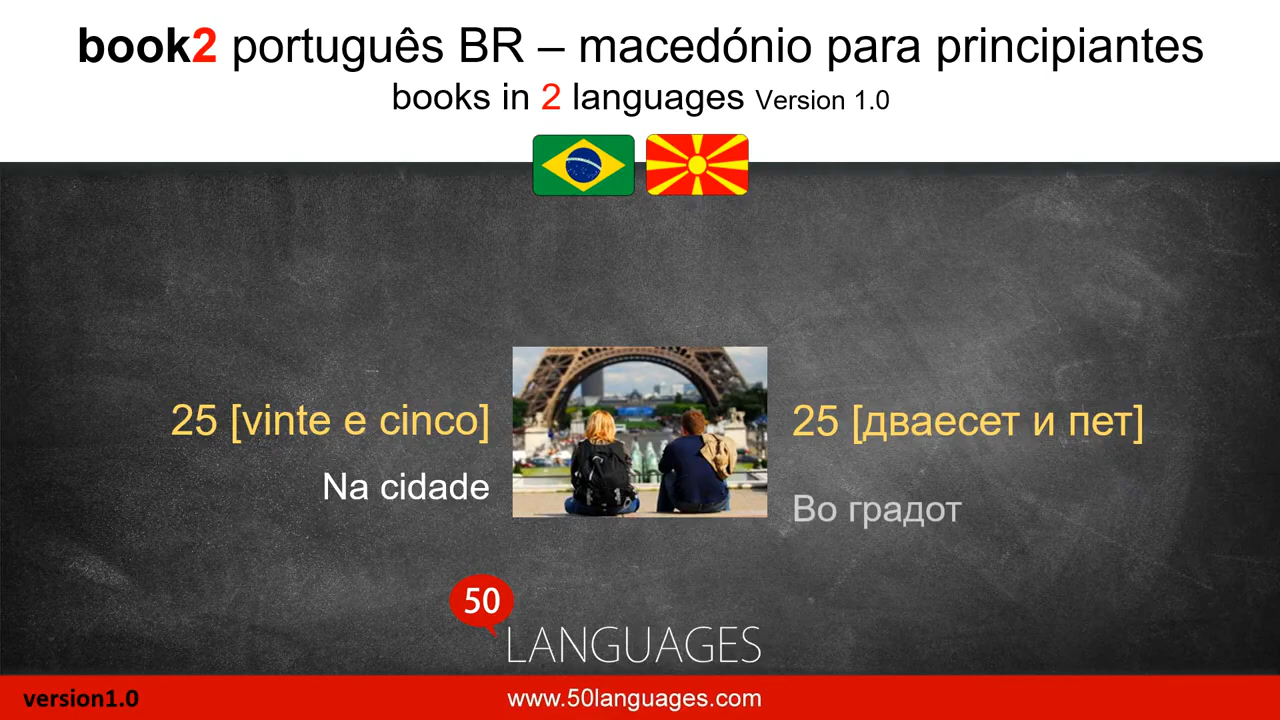 book2 português BR – macedónio para principiantes
books in 2 languages Version 1.0
25 [vinte e cinco]
Na cidade
25 [дваесет и пет]
Во градот
50
LANGUAGES
version1.0
www.50languages.com